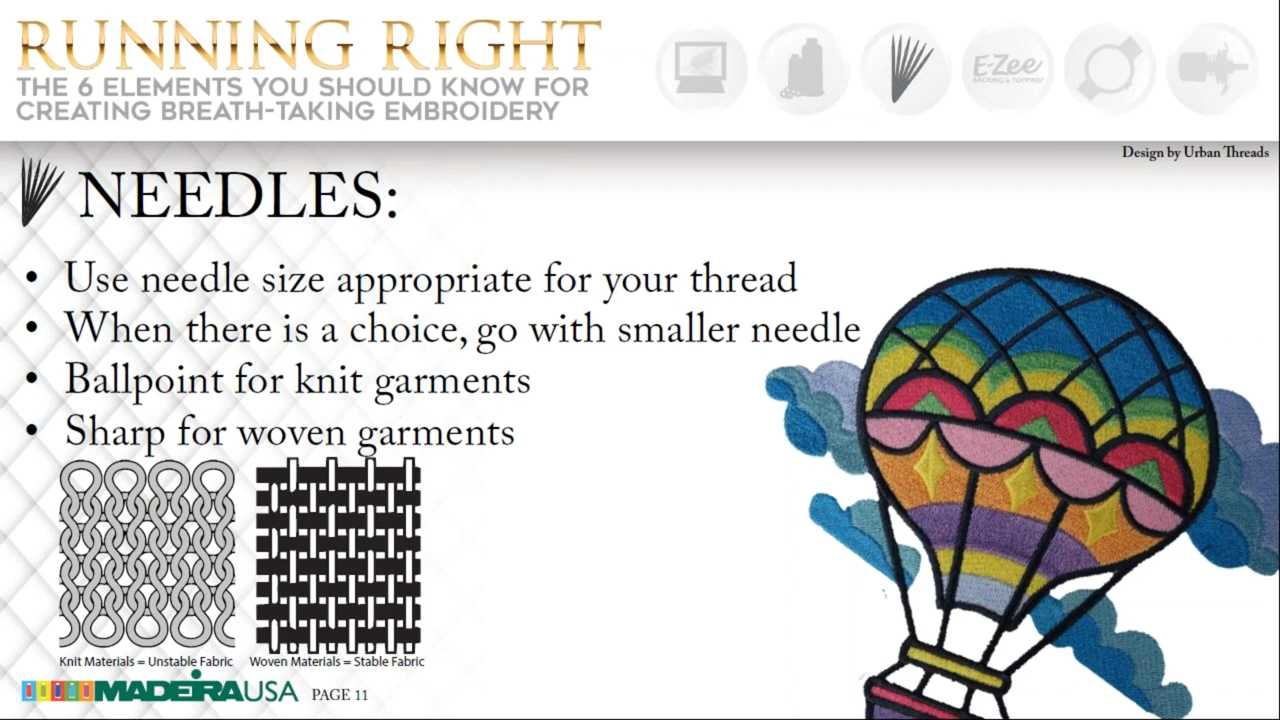 RUNNING RIGHT
THE 6 ELEMENTS YOU SHOULD KNOW FOR
CREATING BREATH-TAKING EMBROIDERY
E-Zee
BACKING & TOPPING
Design by Urban Threads
NEEDLES:
• Use needle size appropriate for your thread
• When there is a choice, go with smaller needle
• Ballpoint for knit garments
• Sharp for woven garments
Knit Materials = Unstable Fabric
Woven Materials = Stable Fabric
MADEIRA USA
PAGE 11